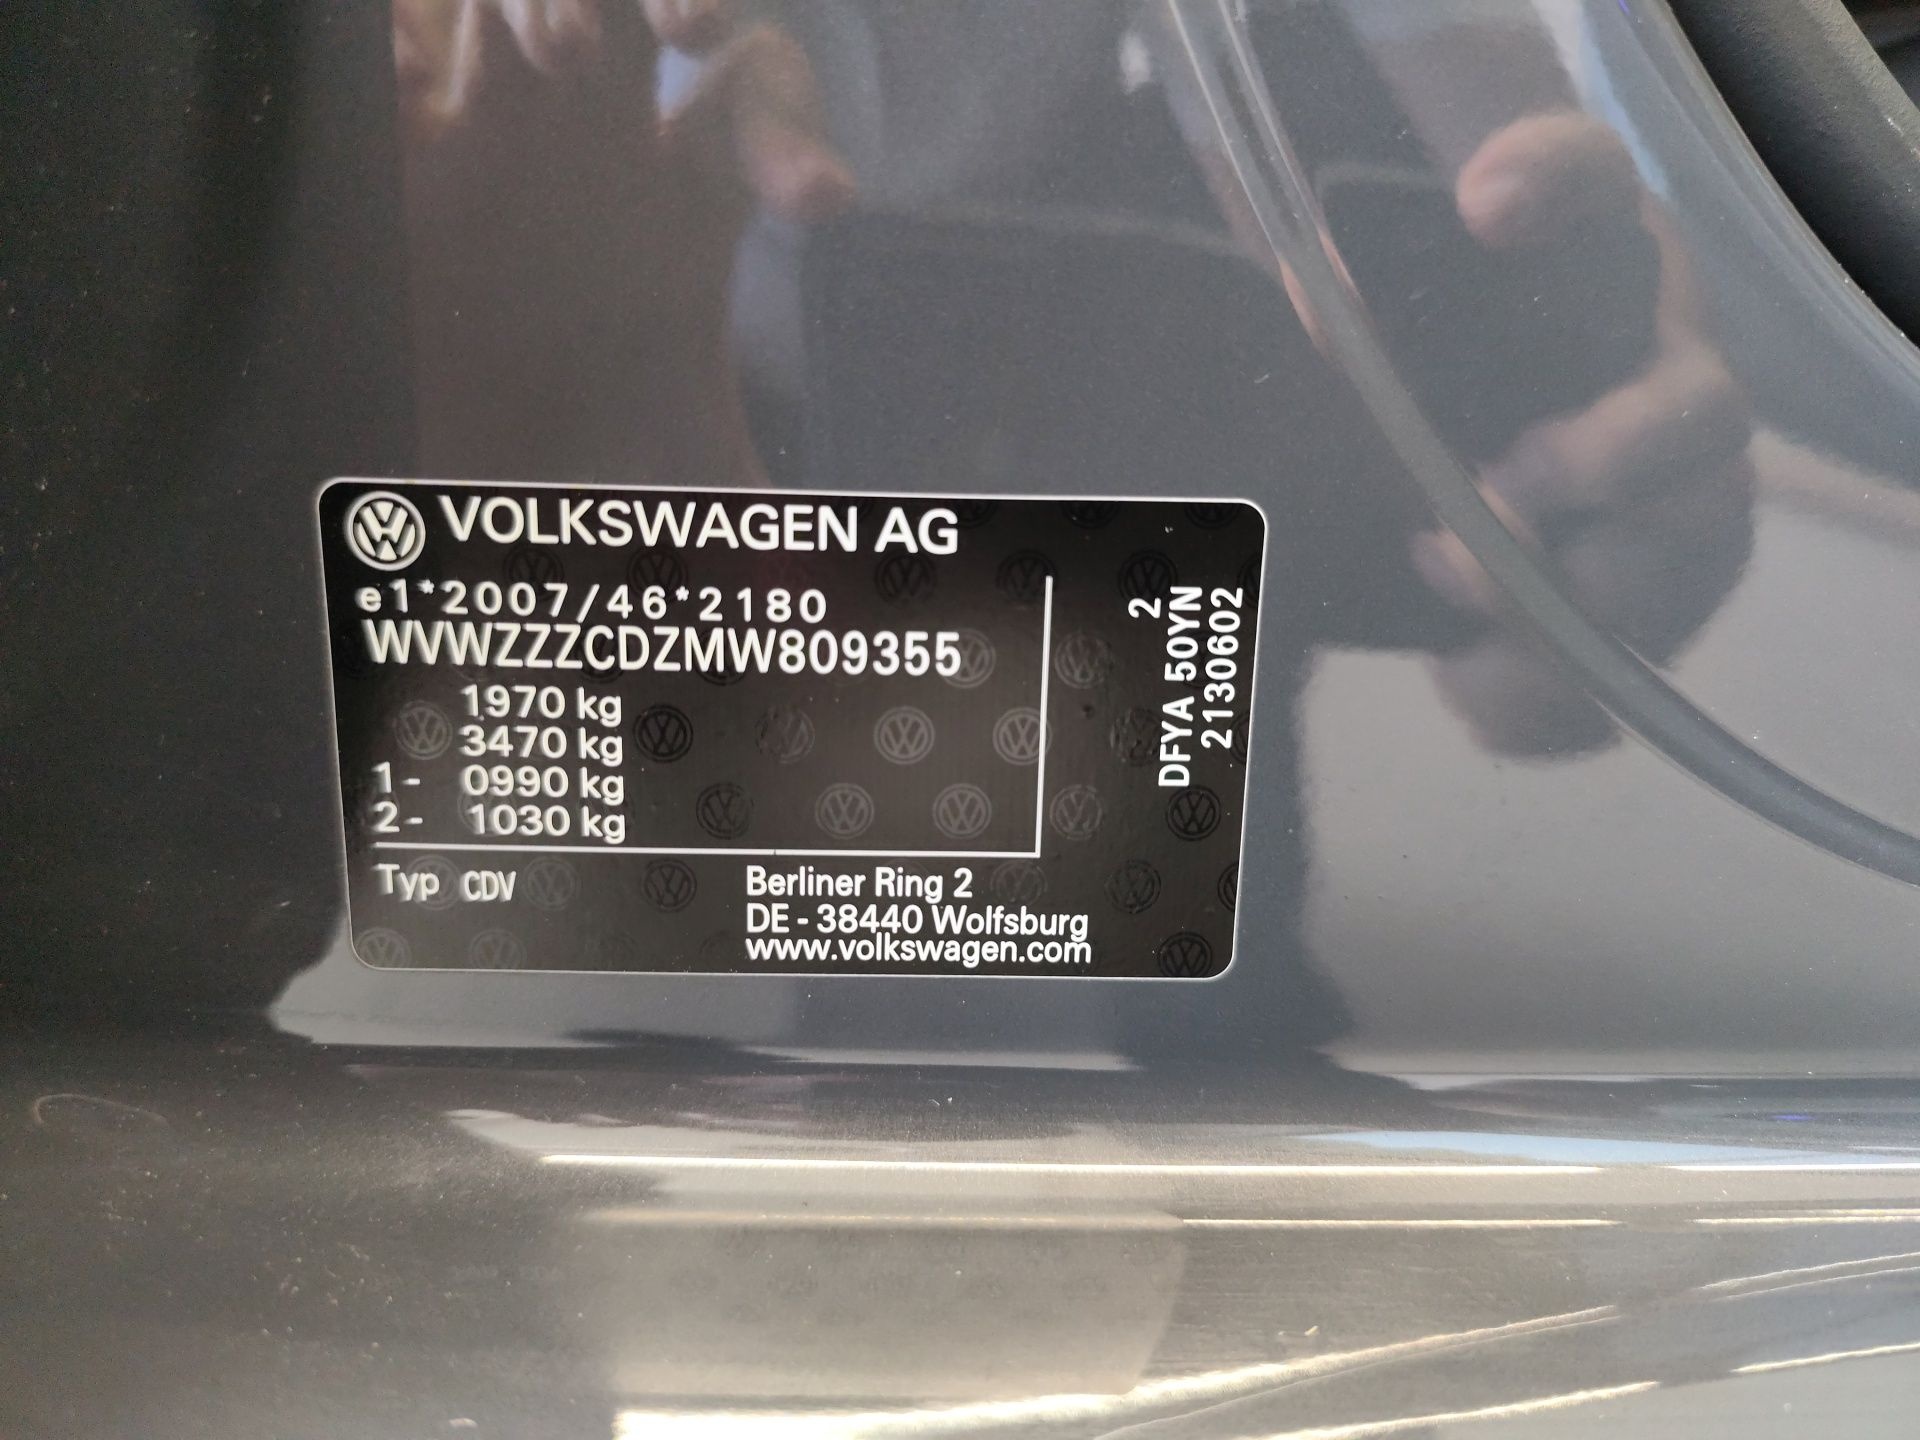 VOLKSWAGEN AG
e1*2007/46*2180
WVWZZZCDZMW809355
1970 kg
3470 kg
1- 0990 kg
2- 1030 kg
Typ CDV
Berliner Ring 2
DE - 38440 Wolfsburg
www.volkswagen.com
2
DFYA 50YN
2130602